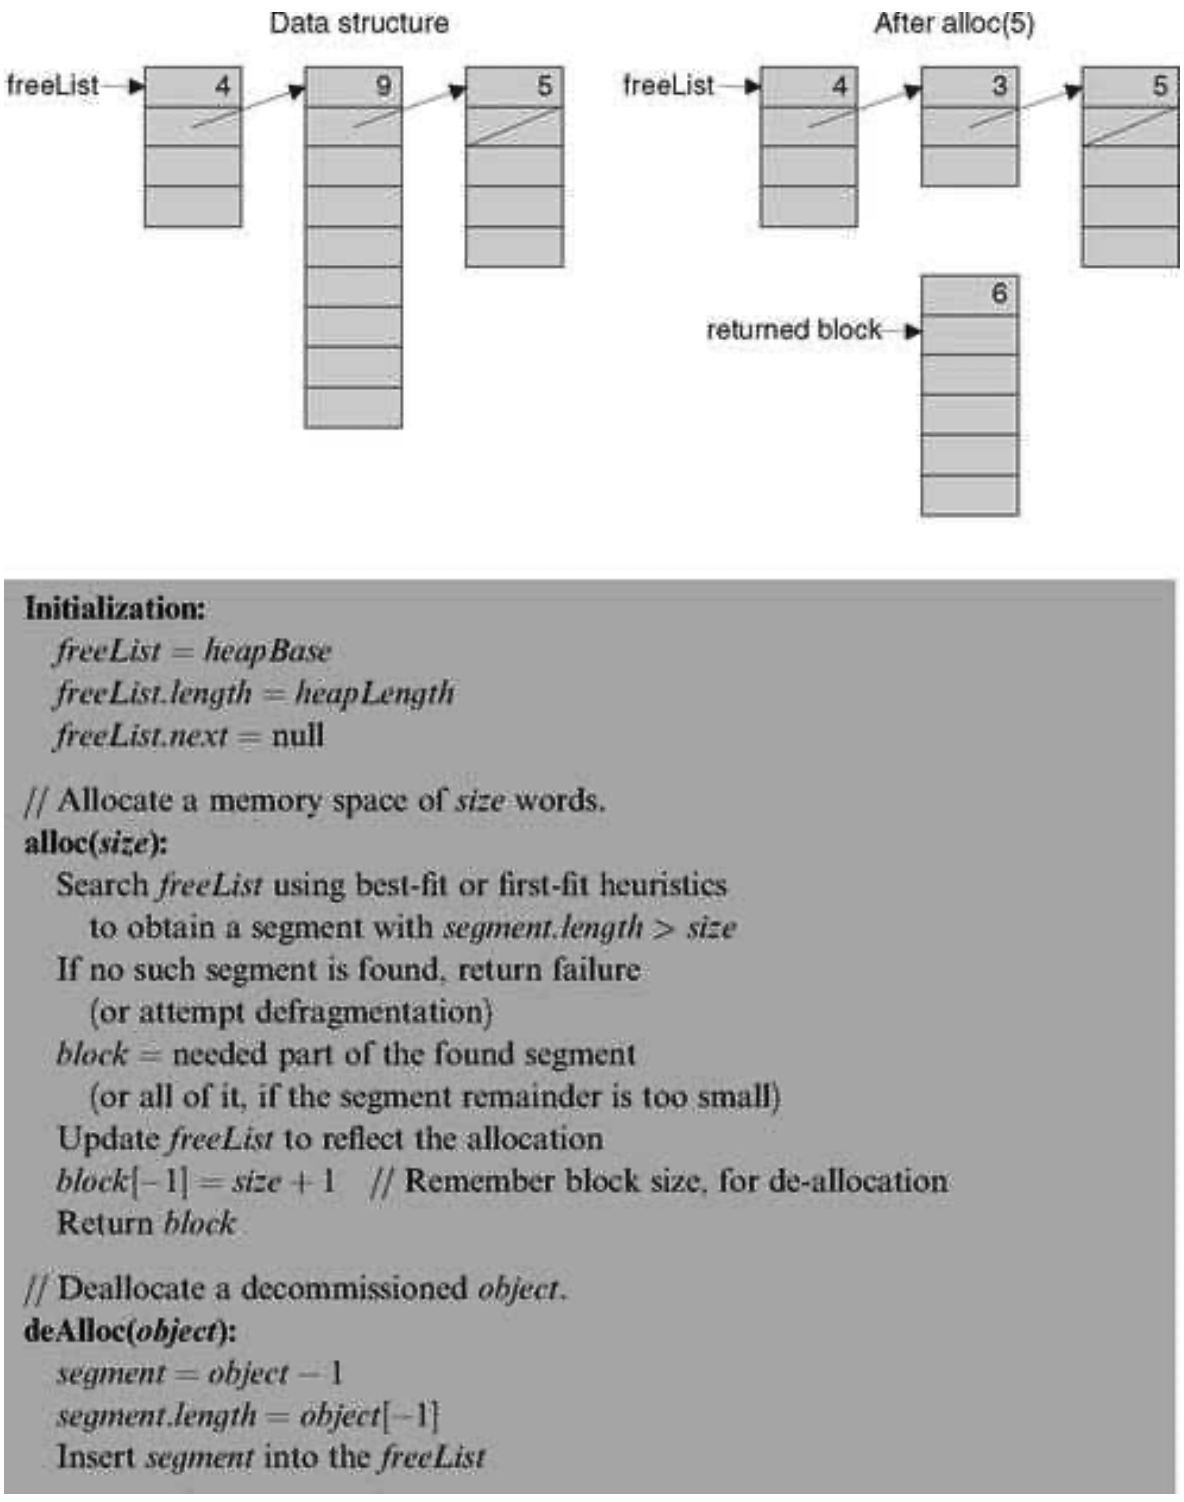 Data structure
After alloc(5)
freeList 4 9 5
freeList 4 3 5
6
returned block
Initialization:
freeList = heapBase
freeList.length = heapLength
freeList.next = null
// Allocate a memory space of size words.
alloc(size):
Search freeList using best-fit or first-fit heuristics
to obtain a segment with segment.length > size
If no such segment is found, return failure
(or attempt defragmentation)
block = needed part of the found segment
(or all of it, if the segment remainder is too small)
Update freeList to reflect the allocation
block[−1] = size + 1 // Remember block size, for de-allocation
Return block
// Deallocate a decommissioned object.
deAlloc(object):
segment = object − 1
segment.length = object[−1]
Insert segment into the freeList